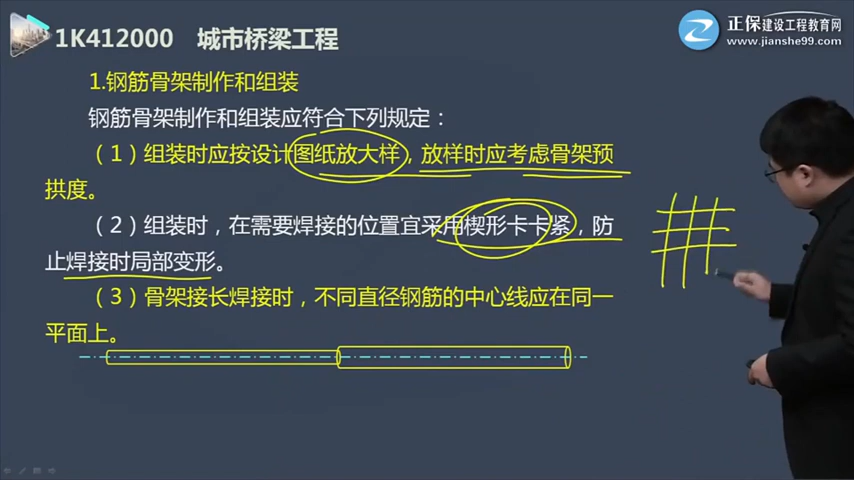 1K412000 城市桥梁工程
正保建设工程教育网
www.jianshe99.com
1.钢筋骨架制作和组装
钢筋骨架制作和组装应符合下列规定：
（1）组装时应按设计图纸放大样，放样时应考虑骨架预
拱度。
（2）组装时，在需要焊接的位置宜采用楔形卡卡紧，防
止焊接时局部变形。
（3）骨架接长焊接时，不同直径钢筋的中心线应在同一
平面上。